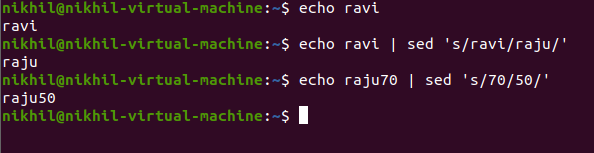 nikhil@nikhil-virtual-machine:~$ echo ravi
ravi
nikhil@nikhil-virtual-machine:~$ echo ravi | sed 's/ravi/raju/'
raju
nikhil@nikhil-virtual-machine:~$ echo raju70 | sed 's/70/50/'
raju50
nikhil@nikhil-virtual-machine:~$